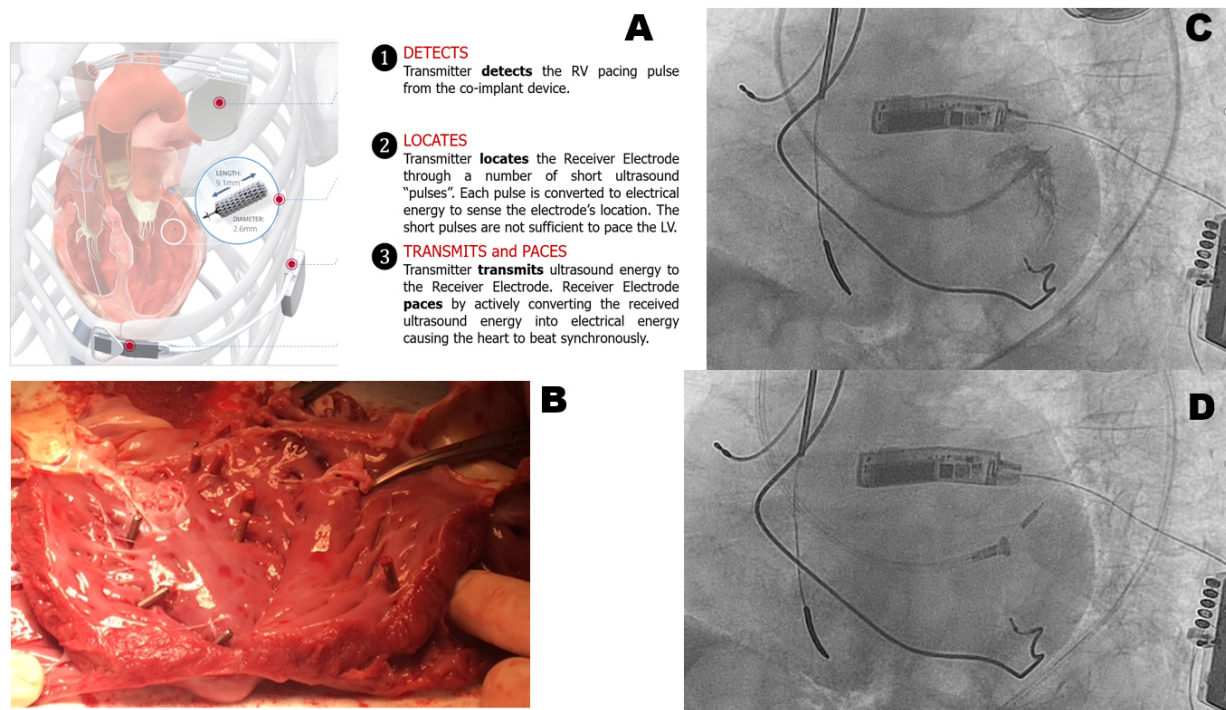 A
1 DETECTS
Transmitter detects the RV pacing pulse
from the co-implant device.
2 LOCATES
Transmitter locates the Receiver Electrode
through a number of short ultrasound
“pulses”. Each pulse is converted to electrical
energy to sense the electrode’s location. The
short pulses are not sufficient to pace the LV.
3 TRANSMITS and PACES
Transmitter transmits ultrasound energy to
the Receiver Electrode. Receiver Electrode
paces by actively converting the received
ultrasound energy into electrical energy
causing the heart to beat synchronously.
LENGTH:
9.1mm
DIAMETER:
2.6mm
B
C
D